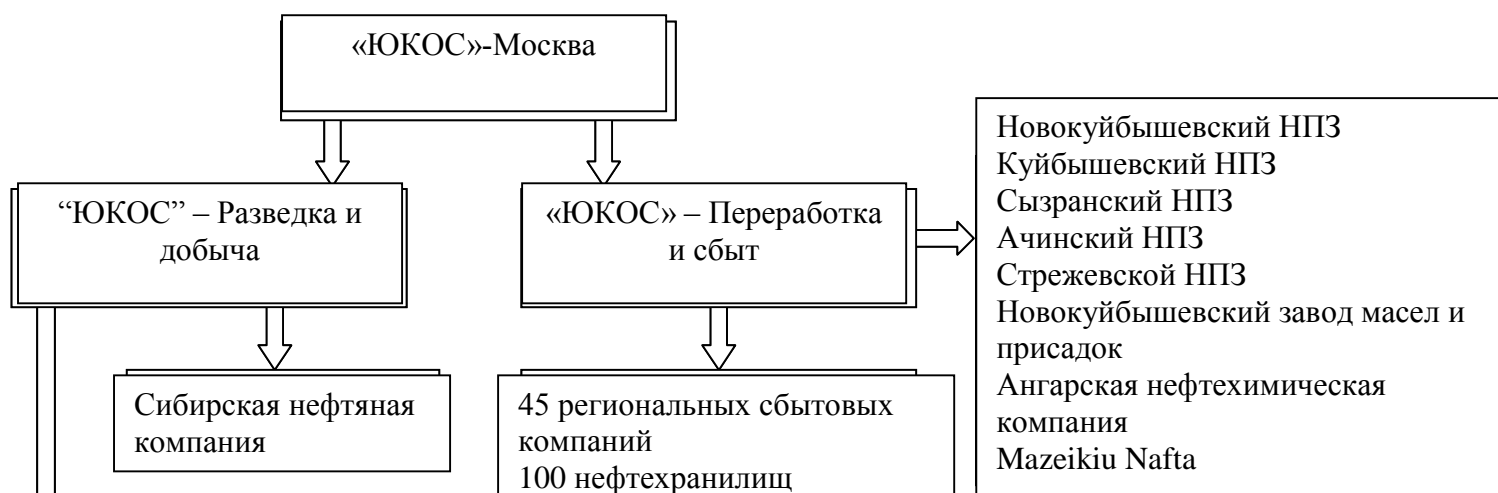 «ЮКОС»-Москва
“ЮКОС” – Разведка и
добыча
«ЮКОС» – Переработка
и сбыт
Новокуйбышевский НПЗ
Куйбышевский НПЗ
Сызранский НПЗ
Ачинский НПЗ
Стрежевской НПЗ
Новокуйбышевский завод масел и
присадок
Ангарская нефтехимическая
компания
Mazeikiu Nafta
Сибирская нефтяная
компания
45 региональных сбытовых
компаний
100 нефтехранилищ